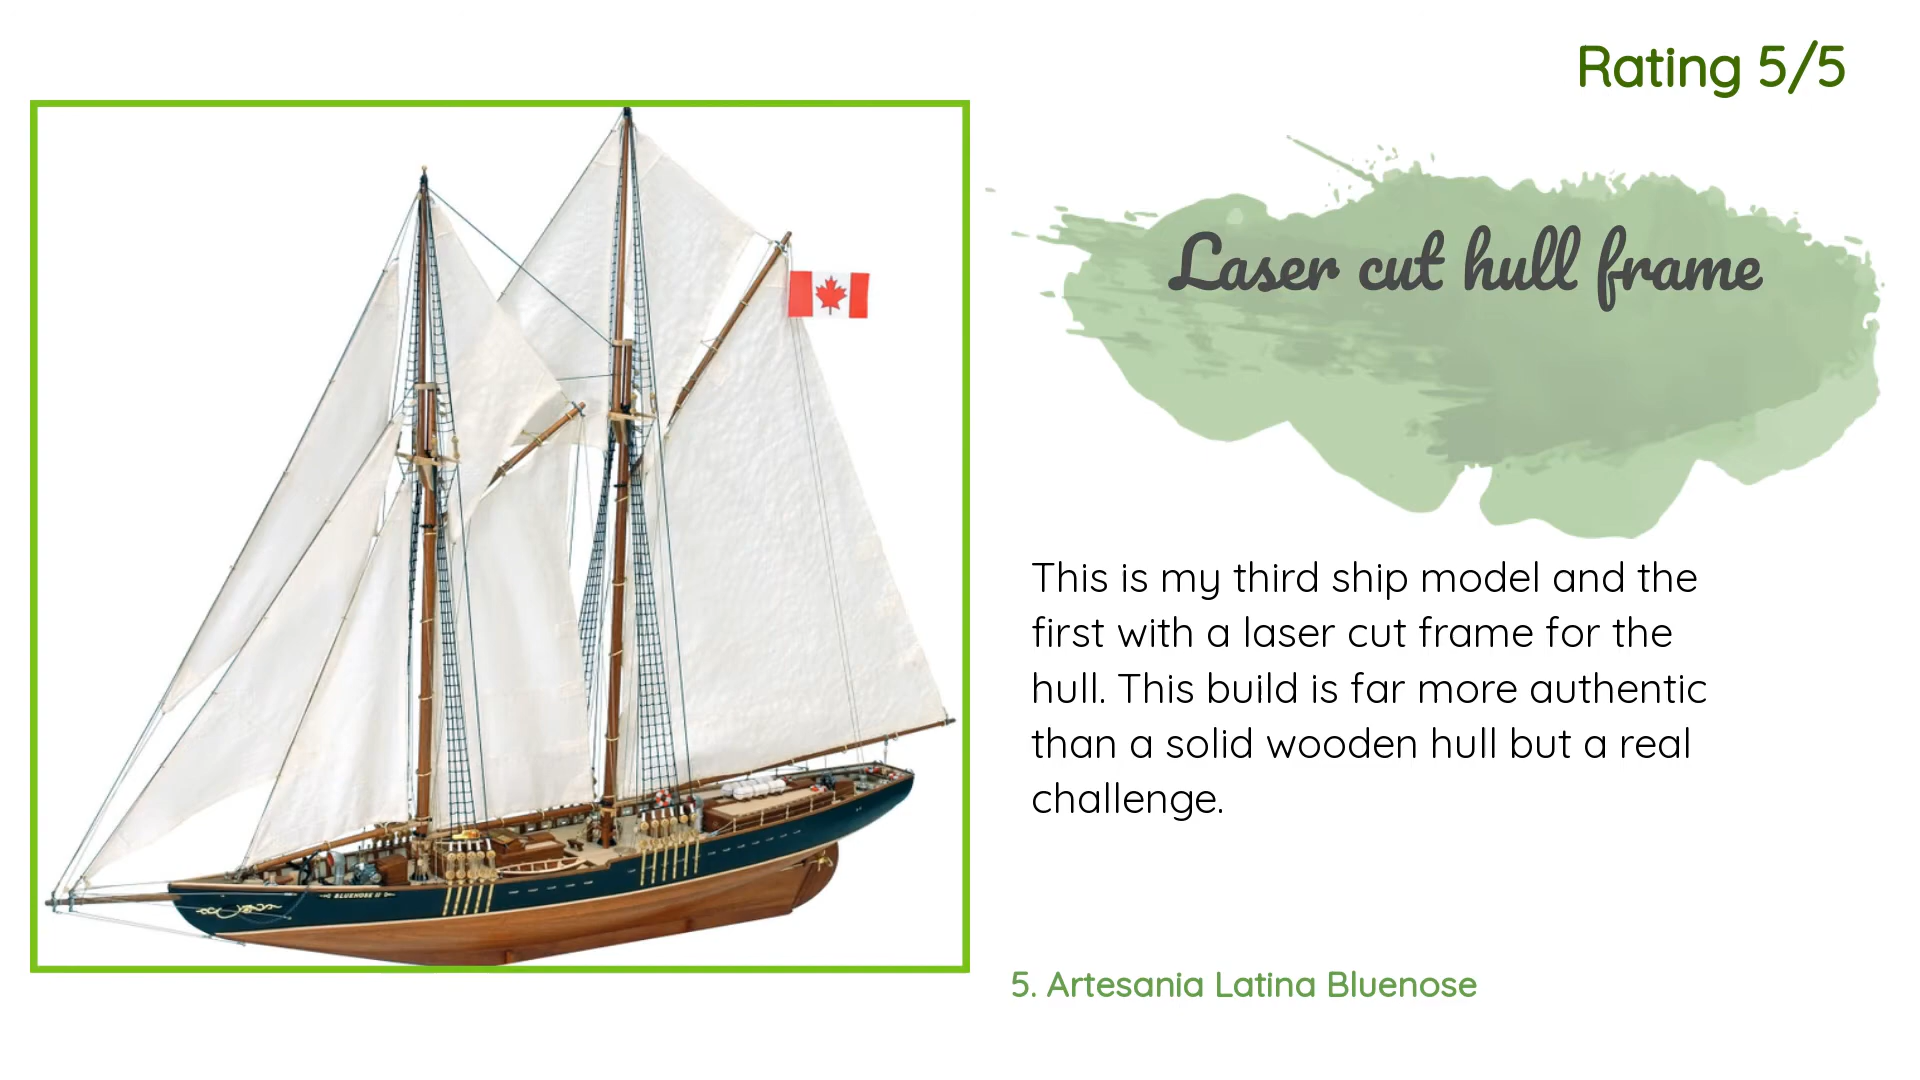 Rating 5/5
Laser cut hull frame
This is my third ship model and the
first with a laser cut frame for the
hull. This build is far more authentic
than a solid wooden hull but a real
challenge.
BLUENOSE II
5. Artesania Latina Bluenose